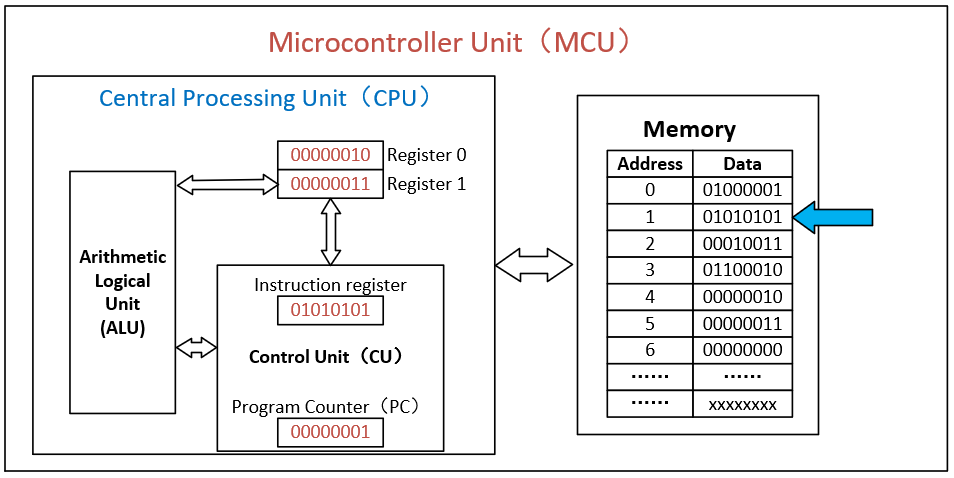 Microcontroller Unit（MCU）
Central Processing Unit（CPU）
00000010 Register 0
00000011 Register 1
Arithmetic
Logical
Unit
(ALU)
Instruction register
01010101
Control Unit（CU）
Program Counter（PC）
00000001
Memory
Address Data
0 01000001
1 01010101
2 00010011
3 01100010
4 00000010
5 00000011
6 00000000
…… ……
…… xxxxxxxx